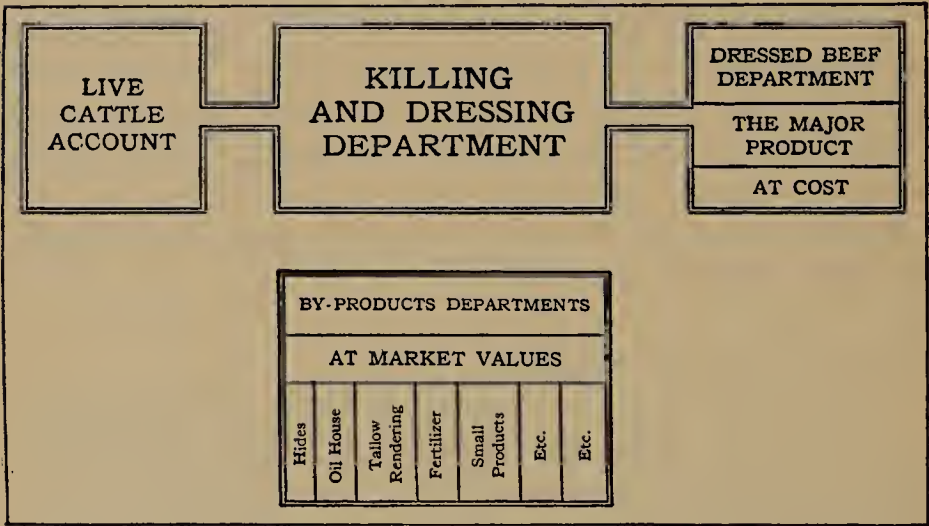 LIVE
CATTLE
ACCOUNT
KILLING
AND DRESSING
DEPARTMENT
DRESSED BEEF
DEPARTMENT
THE MAJOR
PRODUCT
AT COST
BY-PRODUCTS DEPARTMENTS
AT MARKET VALUES
Hides
Oil House
Tallow
Rendering
Fertilizer
Small
Products
Etc.
Etc.